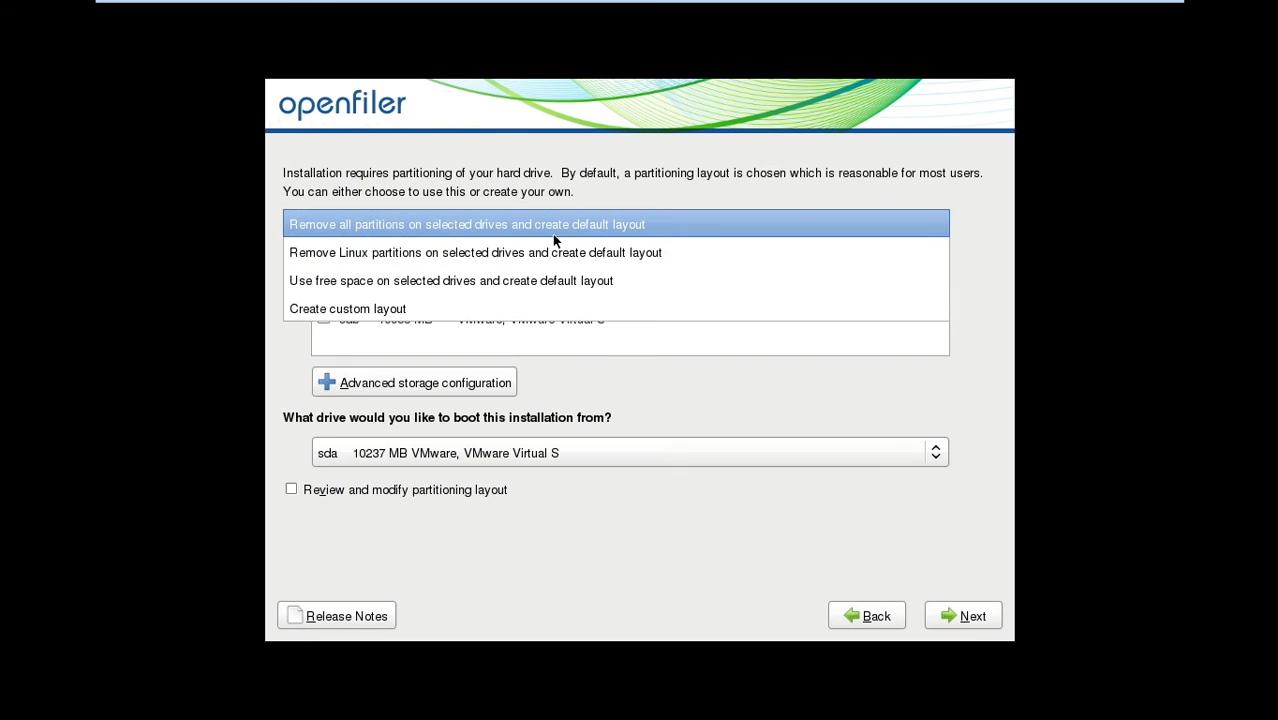 openfiler
Installation requires partitioning of your hard drive. By default, a partitioning layout is chosen which is reasonable for most users.
You can either choose to use this or create your own.
Remove all partitions on selected drives and create default layout
Remove Linux partitions on selected drives and create default layout
Use free space on selected drives and create default layout
Create custom layout
VMware, VMware Virtual S
Advanced storage configuration
What drive would you like to boot this installation from?
sda 10237 MB VMware, VMware Virtual S
Review and modify partitioning layout
Release Notes
Back
Next